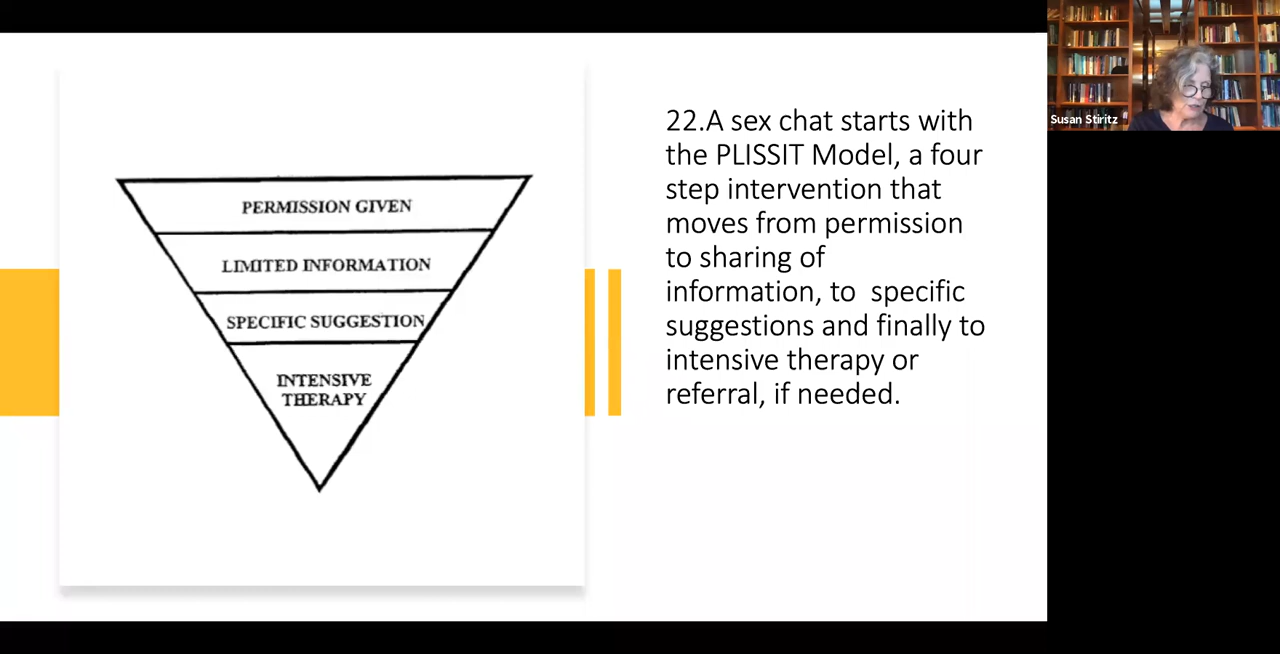 PERMISSION GIVEN
LIMITED INFORMATION
SPECIFIC SUGGESTION
INTENSIVE
THERAPY
22.A sex chat starts with
the PLISSIT Model, a four
step intervention that
moves from permission
to sharing of
information, to  specific
suggestions and finally to
intensive therapy or
referral, if needed.
Susan Stiritz